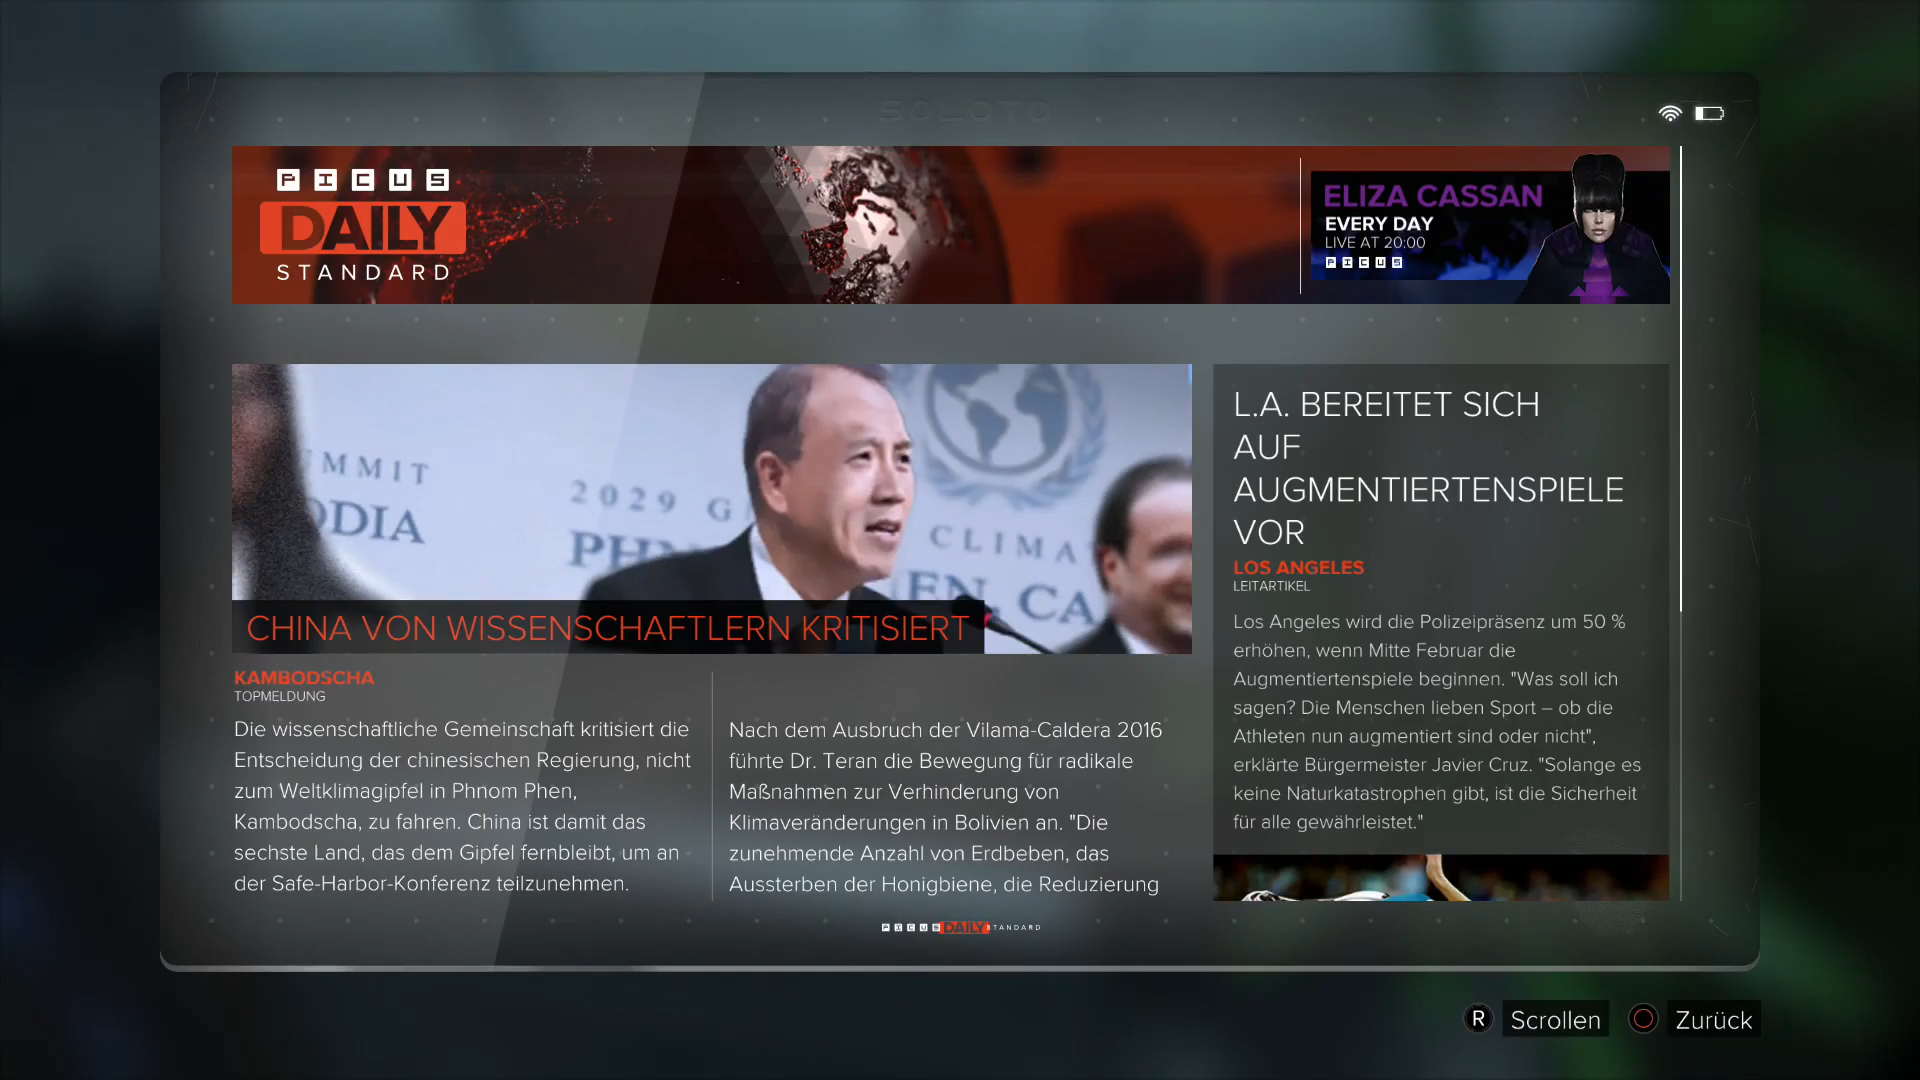 SOLOTO
PICUS
DAILY
STANDARD
ELIZA CASSAN
EVERY DAY
LIVE AT 20:00
PICUS
MMIT
ODIA
2029 G
CLIMA
EN, CA
CHINA VON WISSENSCHAFTLERN KRITISIERT
KAMBODSCHA
TOPMELDUNG
Die wissenschaftliche Gemeinschaft kritisiert die
Entscheidung der chinesischen Regierung, nicht
zum Weltklimagipfel in Phnom Phen,
Kambodscha, zu fahren. China ist damit das
sechste Land, das dem Gipfel fernbleibt, um an
der Safe-Harbor-Konferenz teilzunehmen.
Nach dem Ausbruch der Vilama-Caldera 2016
führte Dr. Teran die Bewegung für radikale
Maßnahmen zur Verhinderung von
Klimaveränderungen in Bolivien an. "Die
zunehmende Anzahl von Erdbeben, das
Aussterben der Honigbiene, die Reduzierung
L.A. BEREITET SICH
AUF
AUGMENTIERTENSPIELE
VOR
LOS ANGELES
LEITARTIKEL
Los Angeles wird die Polizeipräsenz um 50 %
erhöhen, wenn Mitte Februar die
Augmentiertenspiele beginnen. "Was soll ich
sagen? Die Menschen lieben Sport – ob die
Athleten nun augmentiert sind oder nicht",
erklärte Bürgermeister Javier Cruz. "Solange es
keine Naturkatastrophen gibt, ist die Sicherheit
für alle gewährleistet."
PICUS DAILY STANDARD
R Scrollen
Zurück